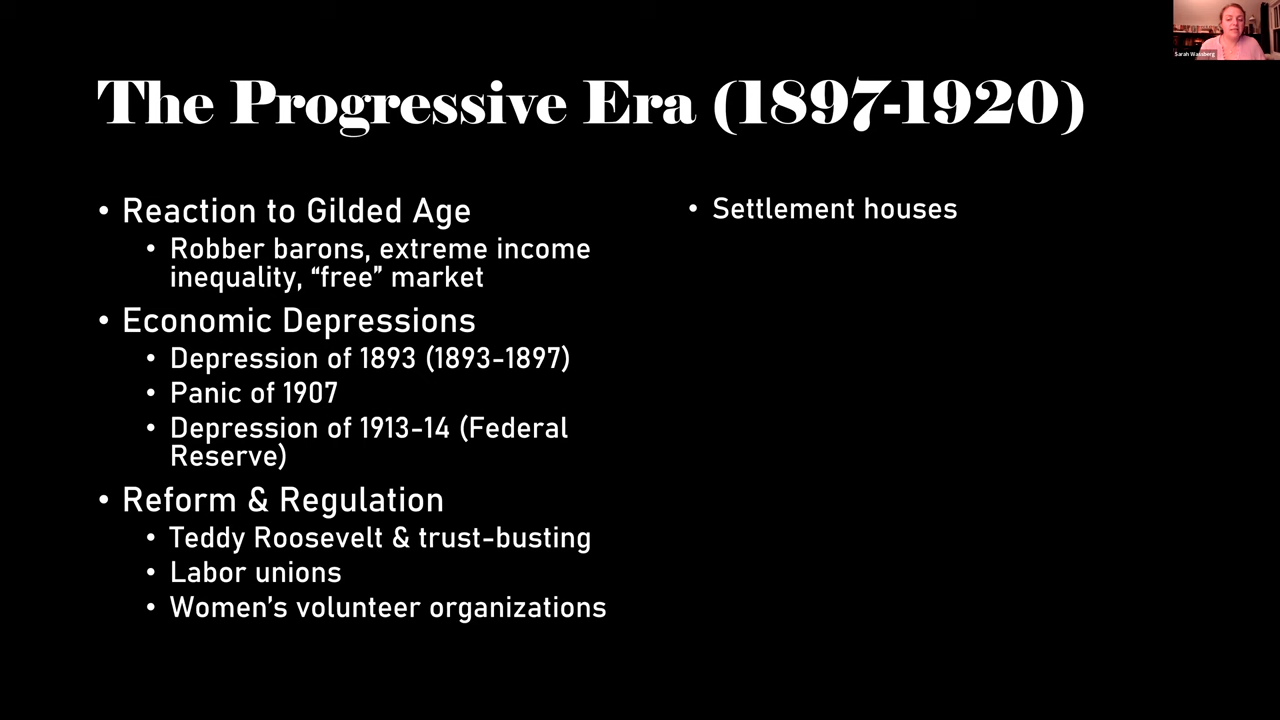 The Progressive Era (1897-1920)
• Reaction to Gilded Age
• Robber barons, extreme income
inequality, “free” market
• Economic Depressions
• Depression of 1893 (1893-1897)
• Panic of 1907
• Depression of 1913-14 (Federal
Reserve)
• Reform & Regulation
• Teddy Roosevelt & trust-busting
• Labor unions
• Women’s volunteer organizations
• Settlement houses
Sarah Wassberg